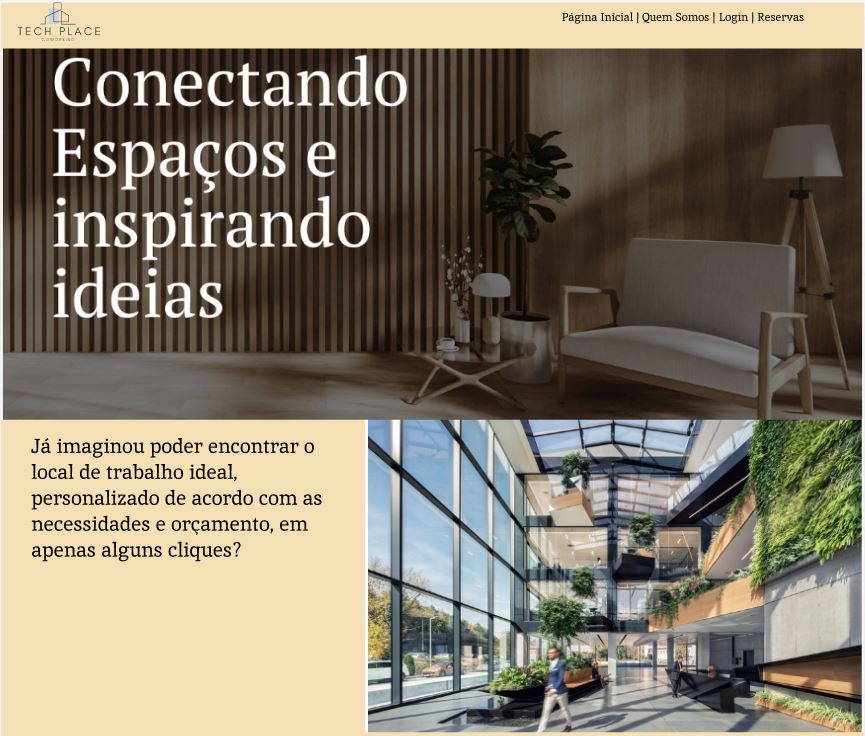 TECH PLACE
COWORKING
Página Inicial | Quem Somos | Login | Reservas
Conectando
Espaços e
inspirando
ideias
Já imaginou poder encontrar o
local de trabalho ideal,
personalizado de acordo com as
necessidades e orçamento, em
apenas alguns cliques?